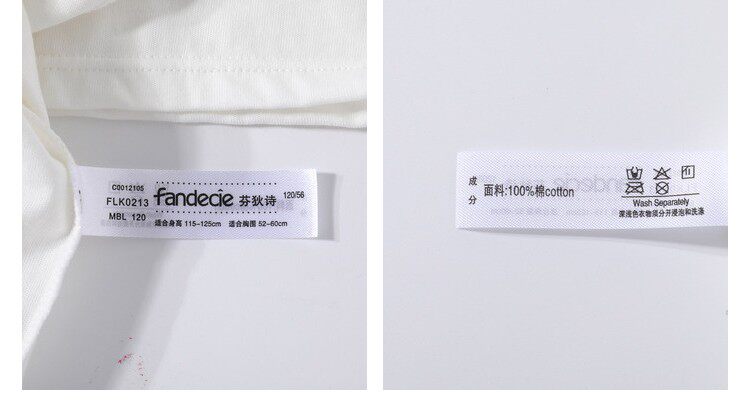 C0012105
FLK0213
MBL 120
fandecie 芬狄诗
120/56
适合身高 115-125cm 适合胸围 52-60cm
成分
面料:100%棉cotton
Wash Separately
深浅色衣物须分开浸泡和洗涤